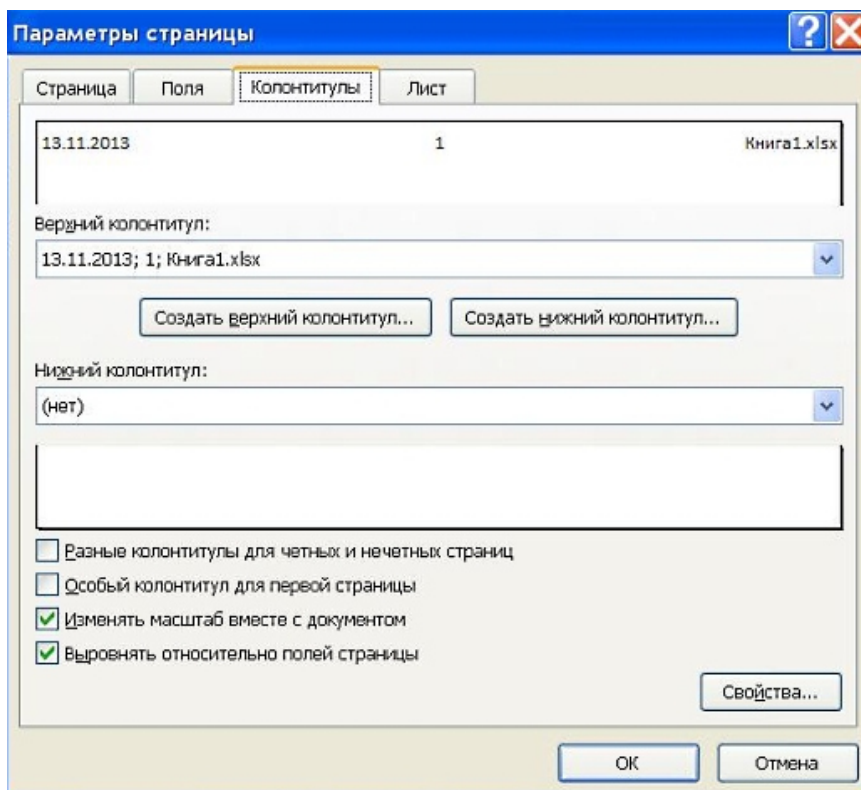 Параметры страницы
Страница Поля Колонтитулы Лист
13.11.2013 1 Книга1.xlsx
Верхний колонтитул:
13.11.2013; 1; Книга1.xlsx
Создать верхний колонтитул... Создать нижний колонтитул...
Нижний колонтитул:
(нет)
Разные колонтитулы для четных и нечетных страниц
Особый колонтитул для первой страницы
Изменять масштаб вместе с документом
Выровнять относительно полей страницы
Свойства...
ОК Отмена